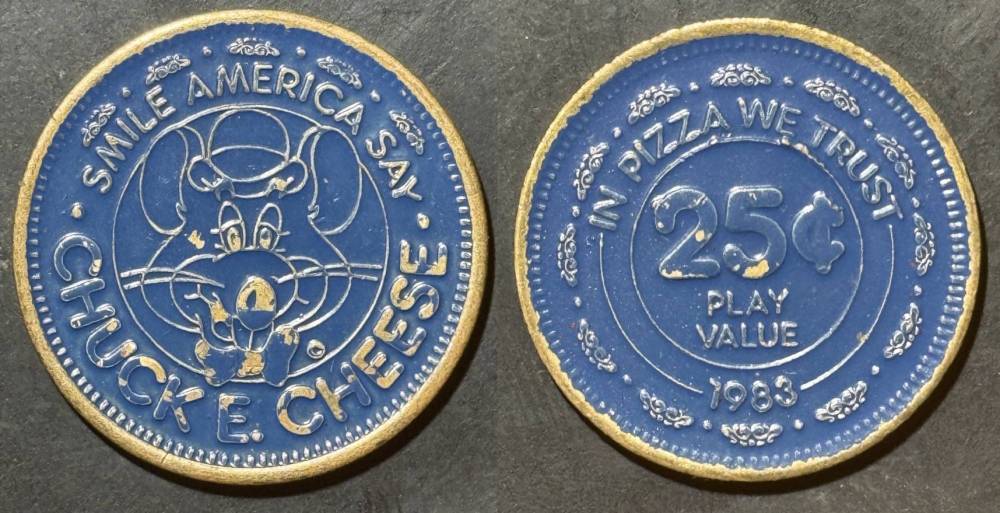 SMILE AMERICA SAY
CHUCK E. CHEESE
IN PIZZA WE TRUST
25¢
PLAY
VALUE
1983